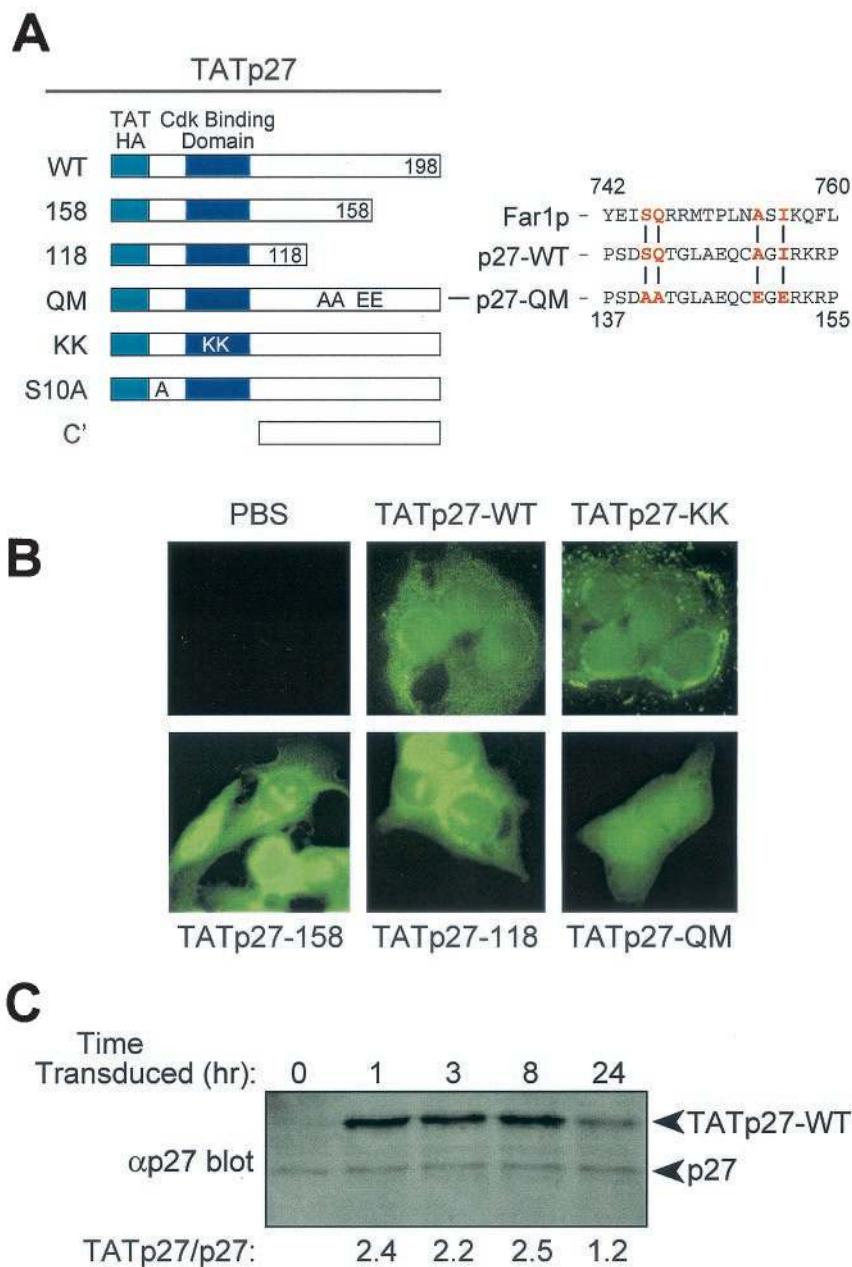 A
TATp27
TAT Cdk Binding
HA Domain
WT 198
158 158
118 118
QM AA EE
KK KK
S10A A
C'
742 760
Far1p - YEISQRRMTPLNASIKQFL
p27-WT - PSDSQTGLAEQCAGIRKRP
p27-QM - PSDAATGLAEQCEGERKRP
137 155
B
PBS TATp27-WT TATp27-KK
TATp27-158 TATp27-118 TATp27-QM
C
Time
Transduced (hr): 0 1 3 8 24
TATp27-WT
αp27 blot
p27
TATp27/p27: 2.4 2.2 2.5 1.2